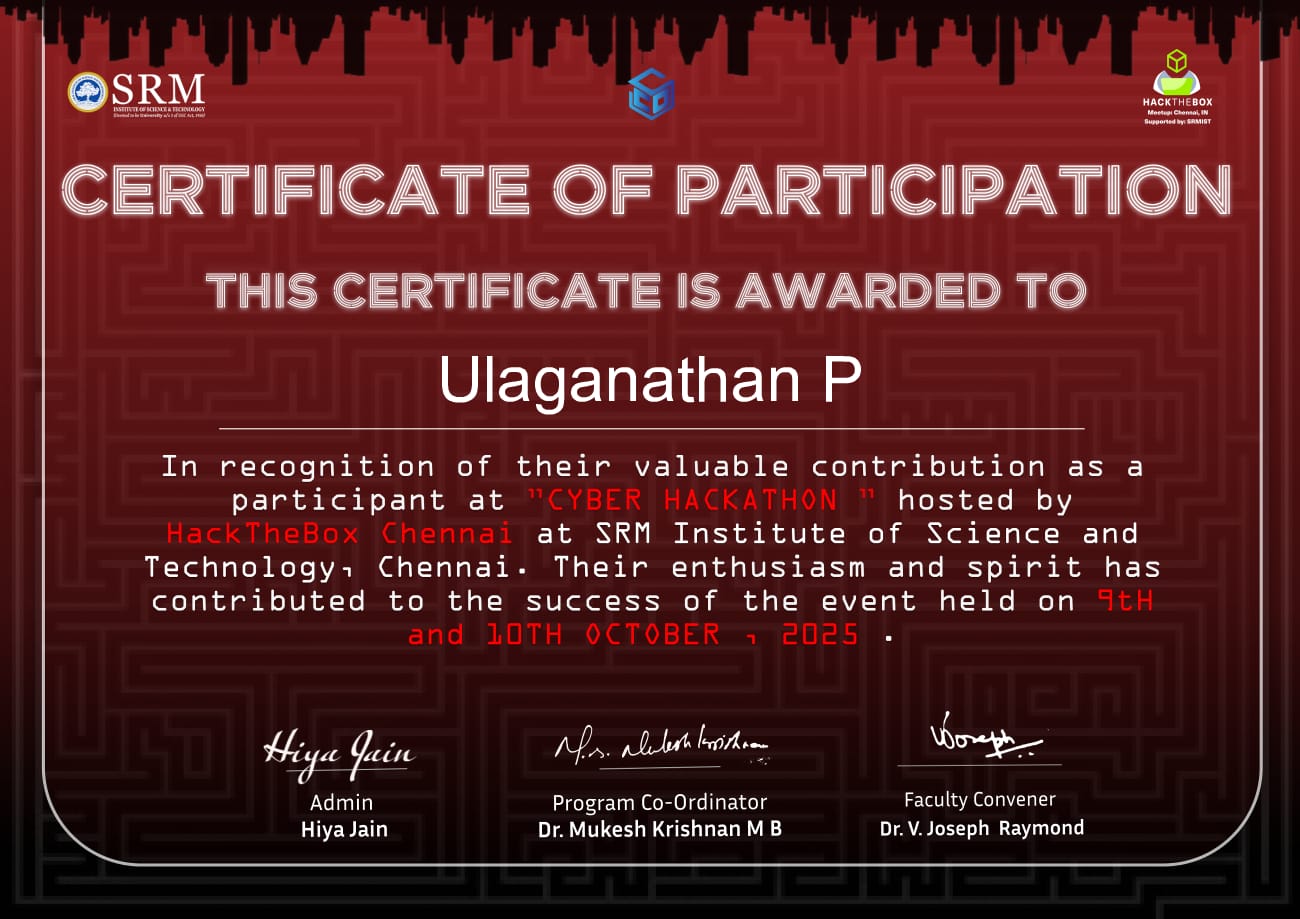 SRM
INSTITUTE OF SCIENCE & TECHNOLOGY
(Deemed to be University u/s 3 of UGC Act, 1956)
HACKTHEBOX
Meetup: Chennai, IN
Supported by: SRMIST
CERTIFICATE OF PARTICIPATION
THIS CERTIFICATE IS AWARDED TO
Ulaganathan P
In recognition of their valuable contribution as a
participant at "CYBER HACKATHON " hosted by
HackTheBox Chennai at SRM Institute of Science and
Technology, Chennai. Their enthusiasm and spirit has
contributed to the success of the event held on 9tH
and 10TH OCTOBER , 2025 .
Hiya Jain
Admin
Hiya Jain
M.S. Mukesh Krishnan
Program Co-Ordinator
Dr. Mukesh Krishnan M B
VJoseph
Faculty Convener
Dr. V. Joseph Raymond